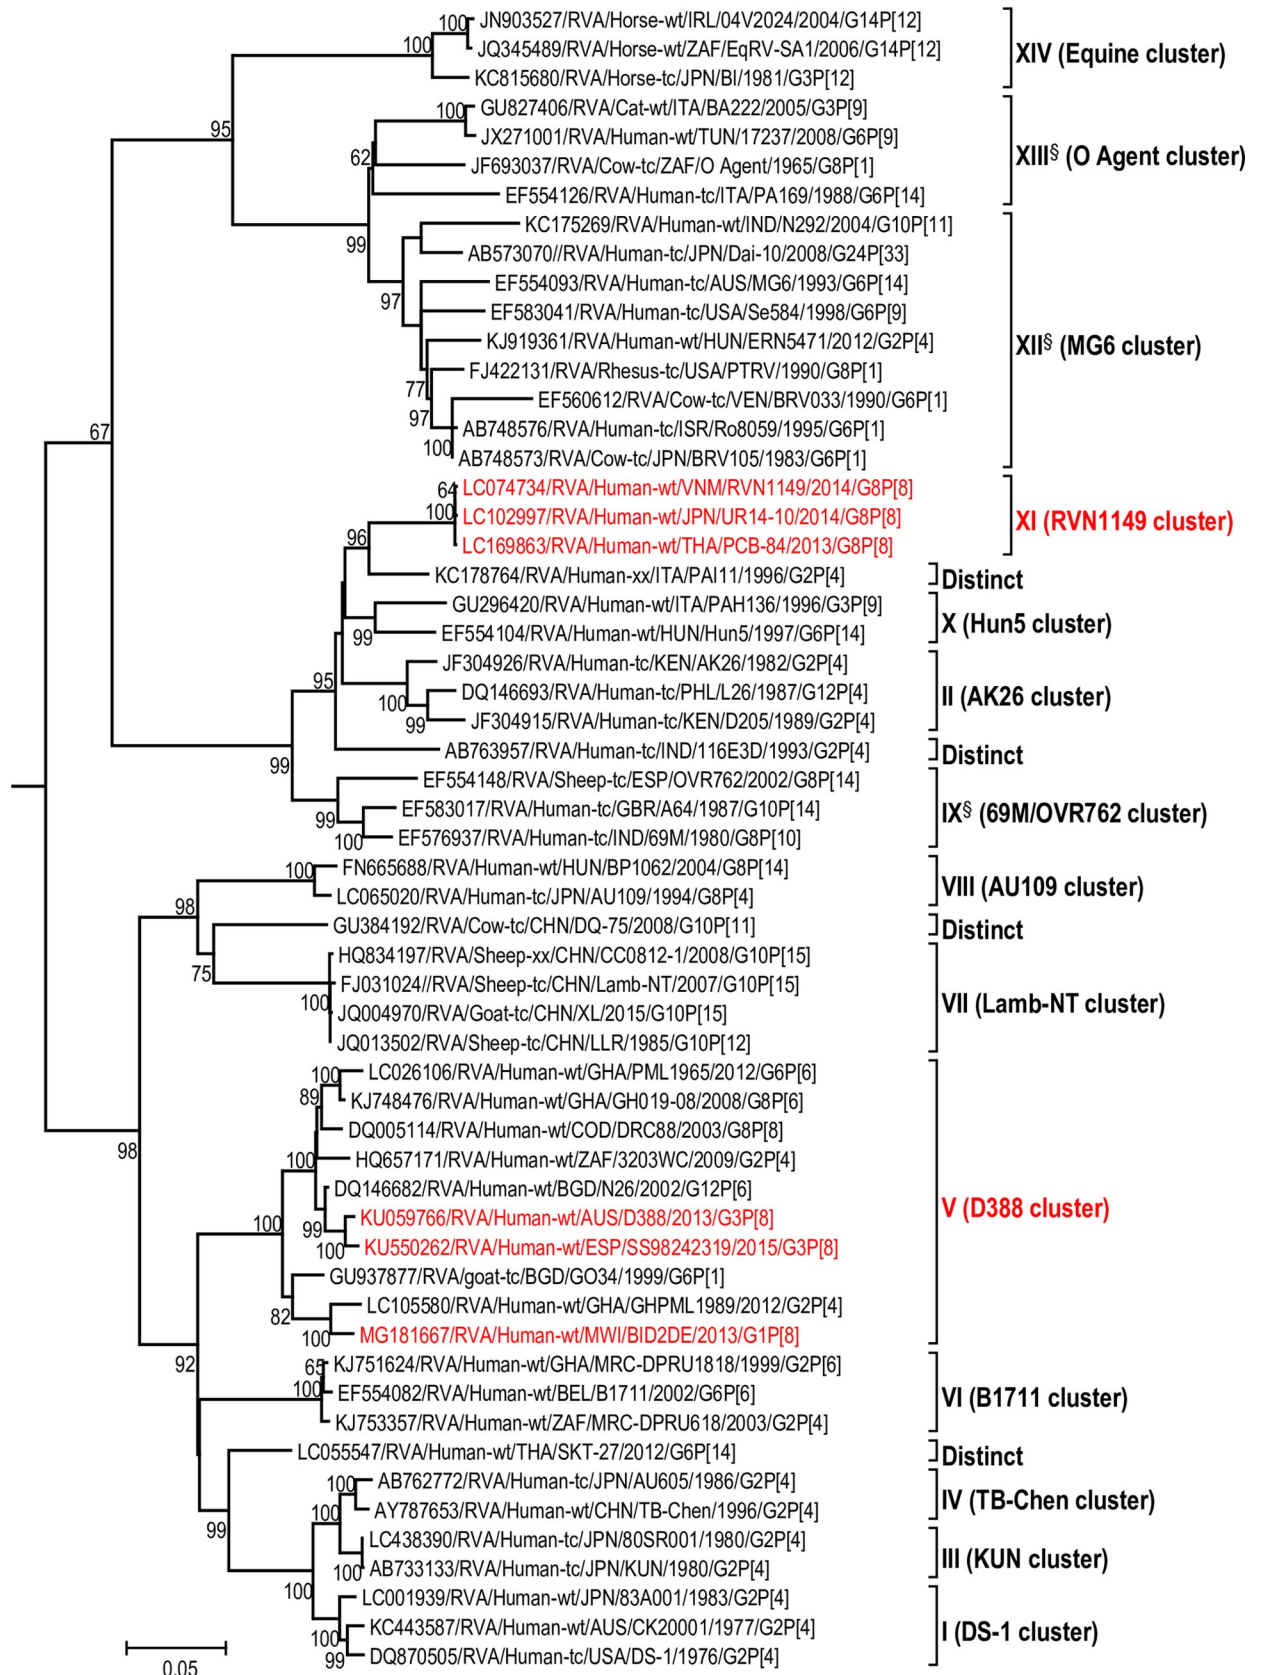 100 JN903527/RVA/Horse-wt/IRL/04V2024/2004/G14P[12]
100 JQ345489/RVA/Horse-wt/ZAF/EqRV-SA1/2006/G14P[12]
XIV (Equine cluster)
KC815680/RVA/Horse-tc/JPN/BI/1981/G3P[12]
100 GU827406/RVA/Cat-wt/ITA/BA222/2005/G3P[9]
95 JX271001/RVA/Human-wt/TUN/17237/2008/G6P[9]
62 JF693037/RVA/Cow-tc/ZAF/O Agent/1965/G8P[1]
XIII§ (O Agent cluster)
EF554126/RVA/Human-tc/ITA/PA169/1988/G6P[14]
KC175269/RVA/Human-wt/IND/N292/2004/G10P[11]
99 AB573070//RVA/Human-tc/JPN/Dai-10/2008/G24P[33]
EF554093/RVA/Human-tc/AUS/MG6/1993/G6P[14]
97 EF583041/RVA/Human-tc/USA/Se584/1998/G6P[9]
KJ919361/RVA/Human-wt/HUN/ERN5471/2012/G2P[4]
XII§ (MG6 cluster)
FJ422131/RVA/Rhesus-tc/USA/PTRV/1990/G8P[1]
77 EF560612/RVA/Cow-tc/VEN/BRV033/1990/G6P[1]
97 AB748576/RVA/Human-tc/ISR/Ro8059/1995/G6P[1]
67
100 AB748573/RVA/Cow-tc/JPN/BRV105/1983/G6P[1]
64 LC074734/RVA/Human-wt/VNM/RVN1149/2014/G8P[8]
100 LC102997/RVA/Human-wt/JPN/UR14-10/2014/G8P[8]
XI (RVN1149 cluster)
96 LC169863/RVA/Human-wt/THA/PCB-84/2013/G8P[8]
KC178764/RVA/Human-xx/ITA/PAI11/1996/G2P[4]
Distinct
GU296420/RVA/Human-wt/ITA/PAH136/1996/G3P[9]
X (Hun5 cluster)
99 EF554104/RVA/Human-wt/HUN/Hun5/1997/G6P[14]
JF304926/RVA/Human-tc/KEN/AK26/1982/G2P[4]
95 DQ146693/RVA/Human-tc/PHL/L26/1987/G12P[4]
II (AK26 cluster)
100
99 JF304915/RVA/Human-tc/KEN/D205/1989/G2P[4]
AB763957/RVA/Human-tc/IND/116E3D/1993/G2P[4]
Distinct
99 EF554148/RVA/Sheep-tc/ESP/OVR762/2002/G8P[14]
EF583017/RVA/Human-tc/GBR/A64/1987/G10P[14]
IX§ (69M/OVR762 cluster)
99
100 EF576937/RVA/Human-tc/IND/69M/1980/G8P[10]
100 FN665688/RVA/Human-wt/HUN/BP1062/2004/G8P[14]
VIII (AU109 cluster)
LC065020/RVA/Human-tc/JPN/AU109/1994/G8P[4]
98
GU384192/RVA/Cow-tc/CHN/DQ-75/2008/G10P[11]
Distinct
HQ834197/RVA/Sheep-xx/CHN/CC0812-1/2008/G10P[15]
75 FJ031024//RVA/Sheep-tc/CHN/Lamb-NT/2007/G10P[15]
VII (Lamb-NT cluster)
100 JQ004970/RVA/Goat-tc/CHN/XL/2015/G10P[15]
JQ013502/RVA/Sheep-tc/CHN/LLR/1985/G10P[12]
100 LC026106/RVA/Human-wt/GHA/PML1965/2012/G6P[6]
89 KJ748476/RVA/Human-wt/GHA/GH019-08/2008/G8P[6]
DQ005114/RVA/Human-wt/COD/DRC88/2003/G8P[8]
98
100 HQ657171/RVA/Human-wt/ZAF/3203WC/2009/G2P[4]
DQ146682/RVA/Human-wt/BGD/N26/2002/G12P[6]
V (D388 cluster)
100 99 KU059766/RVA/Human-wt/AUS/D388/2013/G3P[8]
100 KU550262/RVA/Human-wt/ESP/SS98242319/2015/G3P[8]
GU937877/RVA/goat-tc/BGD/GO34/1999/G6P[1]
82 LC105580/RVA/Human-wt/GHA/GHPML1989/2012/G2P[4]
100 MG181667/RVA/Human-wt/MWI/BID2DE/2013/G1P[8]
92 65 KJ751624/RVA/Human-wt/GHA/MRC-DPRU1818/1999/G2P[6]
100 EF554082/RVA/Human-wt/BEL/B1711/2002/G6P[6]
VI (B1711 cluster)
KJ753357/RVA/Human-wt/ZAF/MRC-DPRU618/2003/G2P[4]
LC055547/RVA/Human-wt/THA/SKT-27/2012/G6P[14]
Distinct
100 AB762772/RVA/Human-tc/JPN/AU605/1986/G2P[4]
IV (TB-Chen cluster)
100 AY787653/RVA/Human-wt/CHN/TB-Chen/1996/G2P[4]
99 LC438390/RVA/Human-tc/JPN/80SR001/1980/G2P[4]
III (KUN cluster)
100 AB733133/RVA/Human-tc/JPN/KUN/1980/G2P[4]
100 LC001939/RVA/Human-wt/JPN/83A001/1983/G2P[4]
KC443587/RVA/Human-wt/AUS/CK20001/1977/G2P[4]
I (DS-1 cluster)
100
99 DQ870505/RVA/Human-tc/USA/DS-1/1976/G2P[4]
0.05